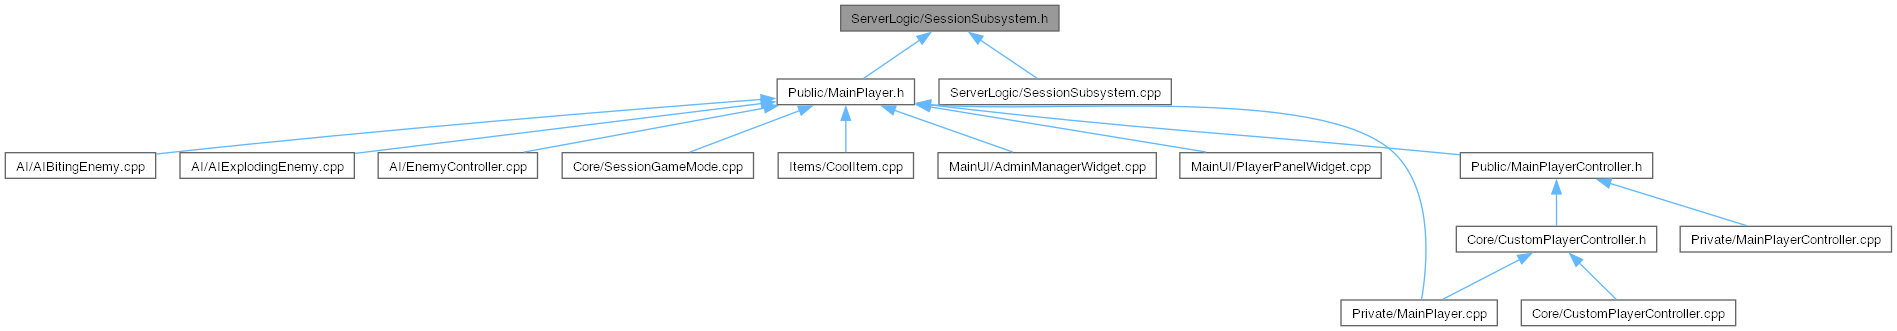 ServerLogic/SessionSubsystem.h
Public/MainPlayer.h
ServerLogic/SessionSubsystem.cpp
AI/AIBitingEnemy.cpp
AI/AIExplodingEnemy.cpp
AI/EnemyController.cpp
Core/SessionGameMode.cpp
Items/CoolItem.cpp
MainUI/AdminManagerWidget.cpp
MainUI/PlayerPanelWidget.cpp
Public/MainPlayerController.h
Core/CustomPlayerController.h
Private/MainPlayerController.cpp
Private/MainPlayer.cpp
Core/CustomPlayerController.cpp